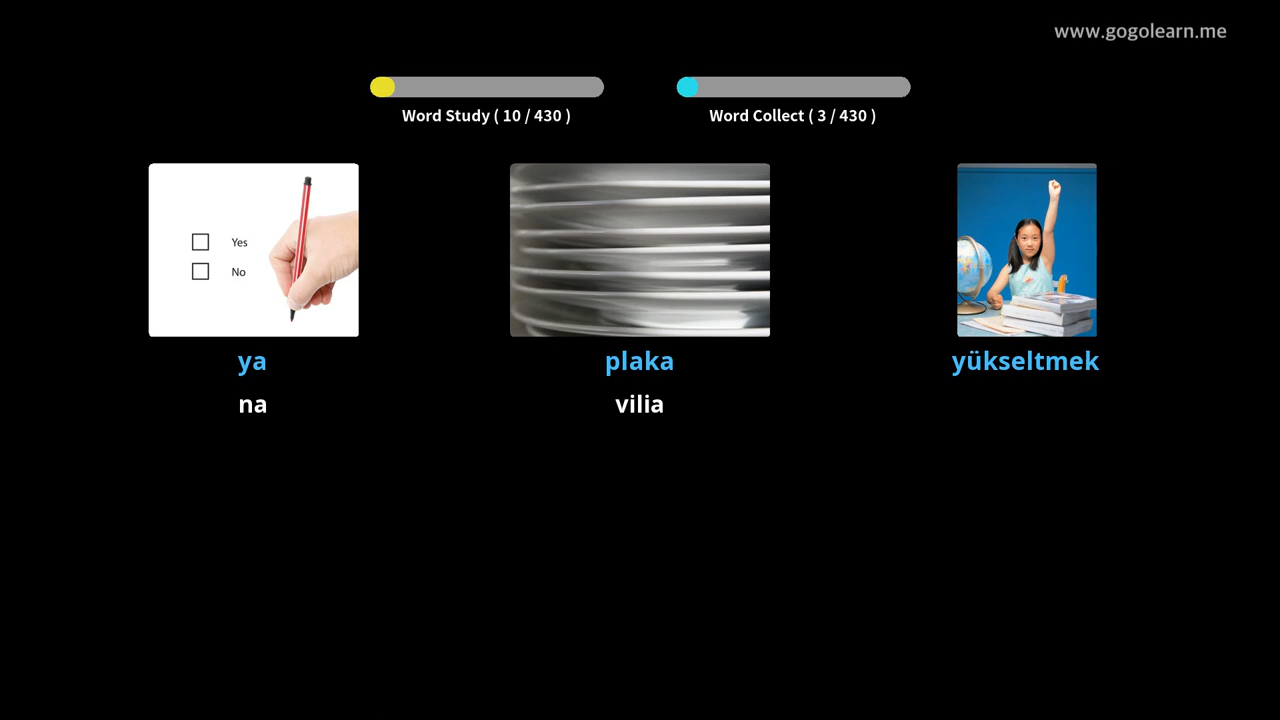 www.gogolearn.me
Word Study ( 10 / 430 )
Word Collect ( 3 / 430 )
Yes
No
ya
plaka
yükseltmek
na
vilia